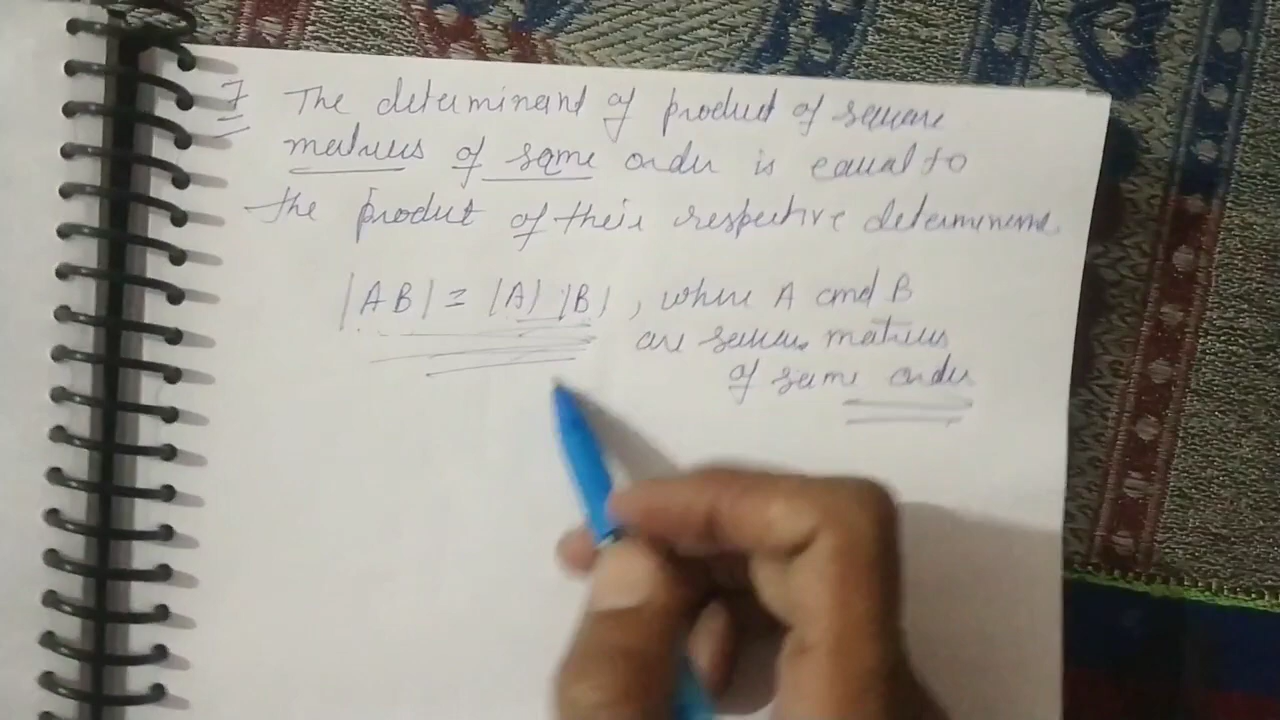 7 The determinant of product of square
matrices of same order is equal to
the product of their respective determinant
|AB| = |A| |B| , where A and B
are square matrices
of same order